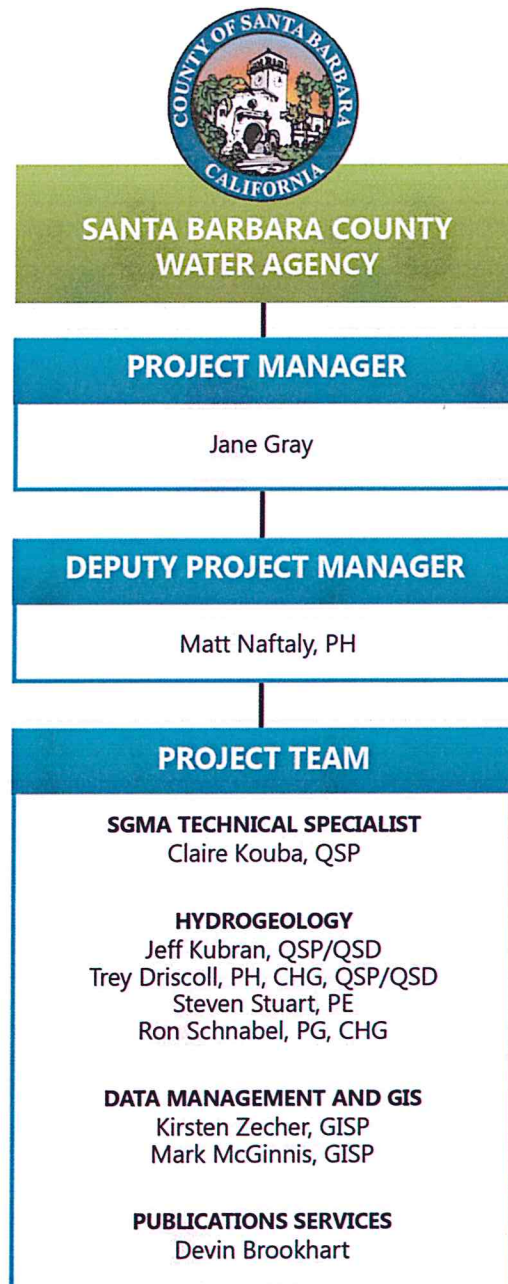 COUNTY OF SANTA BARBARA
CALIFORNIA
SANTA BARBARA COUNTY
WATER AGENCY
PROJECT MANAGER
Jane Gray
DEPUTY PROJECT MANAGER
Matt Naftaly, PH
PROJECT TEAM
SGMA TECHNICAL SPECIALIST
Claire Kouba, QSP
HYDROGEOLOGY
Jeff Kubran, QSP/QSD
Trey Driscoll, PH, CHG, QSP/QSD
Steven Stuart, PE
Ron Schnabel, PG, CHG
DATA MANAGEMENT AND GIS
Kirsten Zecher, GISP
Mark McGinnis, GISP
PUBLICATIONS SERVICES
Devin Brookhart